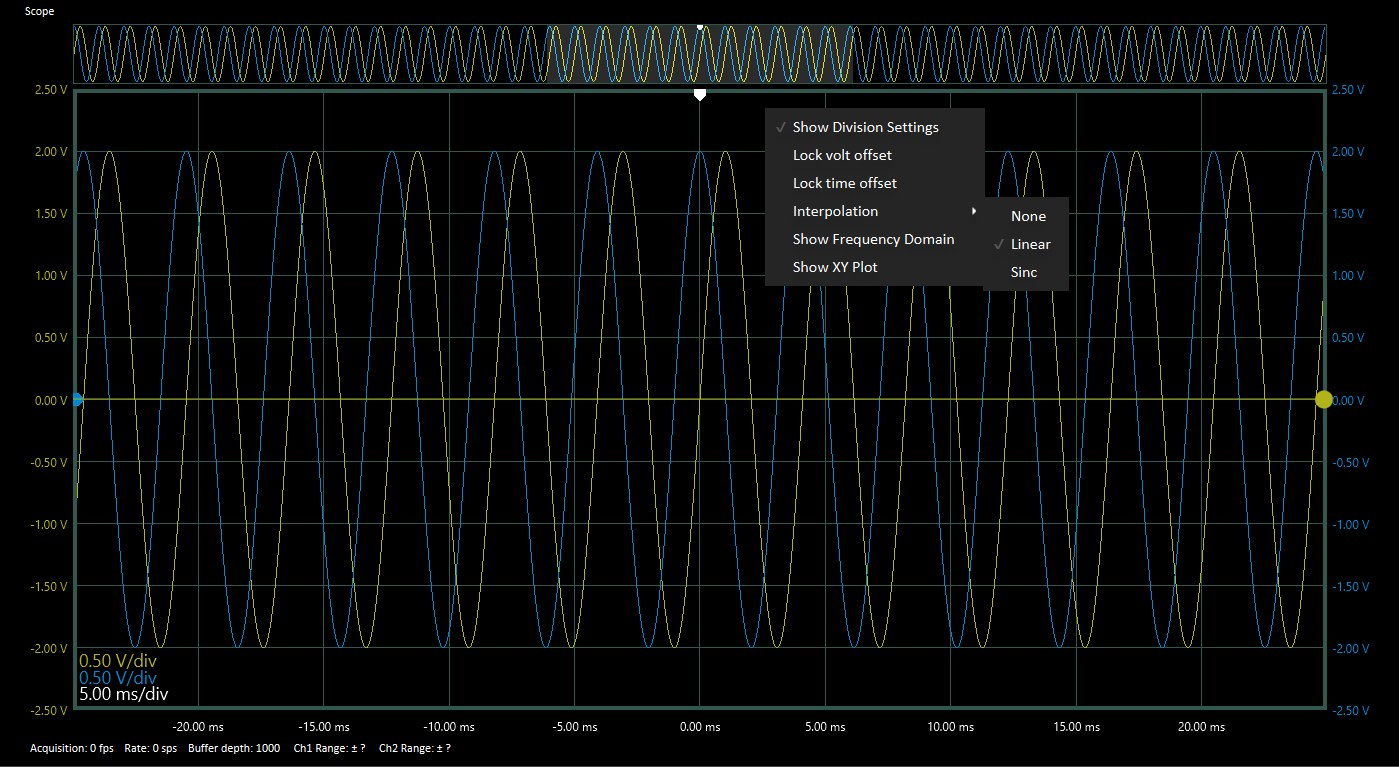 Scope
2.50 V 2.50 V
Show Division Settings
Lock volt offset
2.00 V 2.00 V
Lock time offset
Interpolation
1.50 V 1.50 V
None
Show Frequency Domain
Linear
Show XY Plot
Sinc
1.00 V 1.00 V
0.50 V 0.50 V
0.00 V 0.00 V
-0.50 V -0.50 V
-1.00 V -1.00 V
-1.50 V -1.50 V
-2.00 V -2.00 V
0.50 V/div
0.50 V/div
5.00 ms/div
-2.50 V -2.50 V
-20.00 ms -15.00 ms -10.00 ms -5.00 ms 0.00 ms 5.00 ms 10.00 ms 15.00 ms 20.00 ms
Acquisition: 0 fps Rate: 0 sps Buffer depth: 1000 Ch1 Range: ± ? Ch2 Range: ± ?